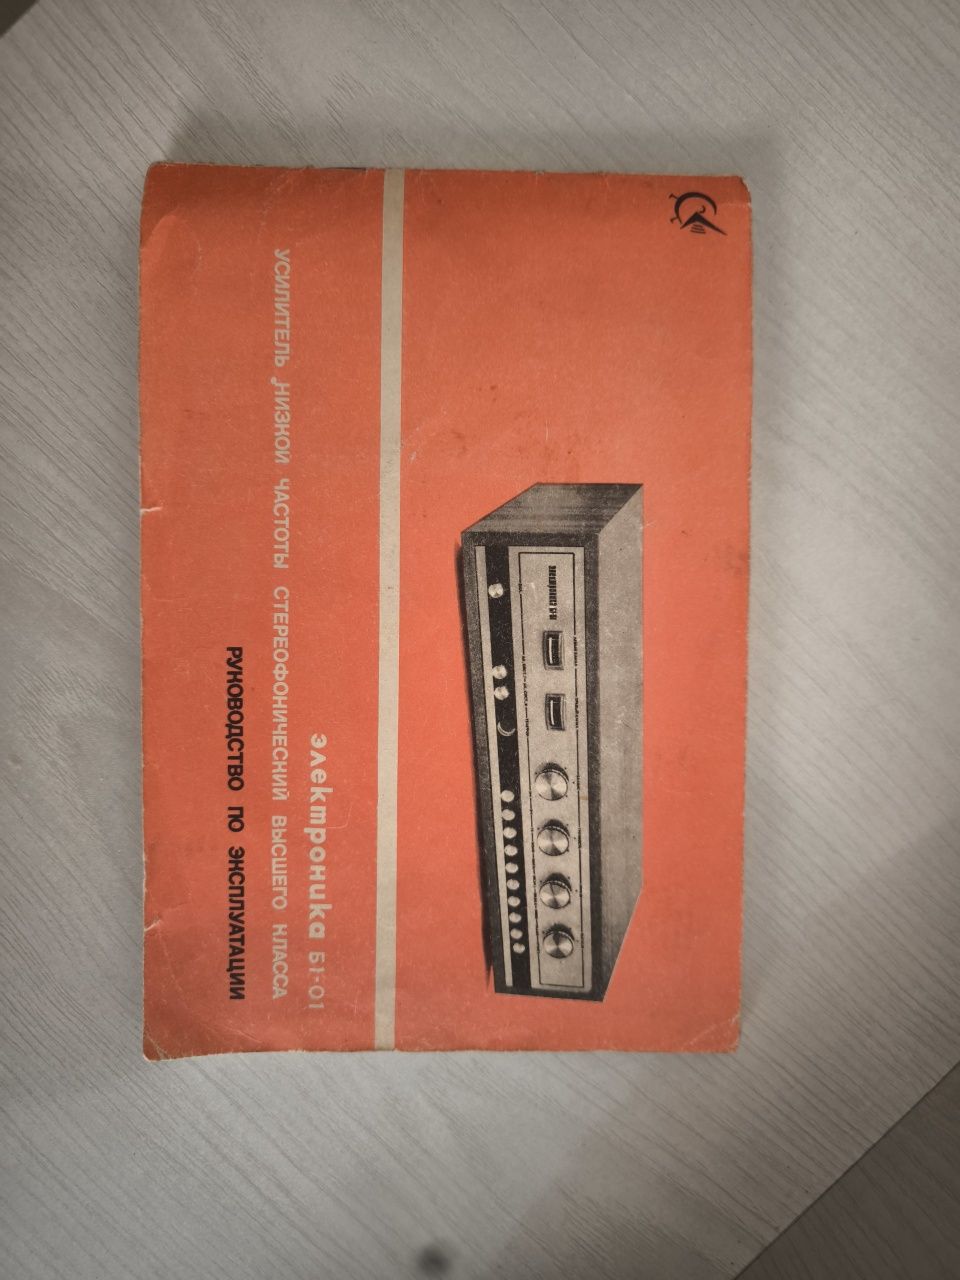 Электроника Б1-01
УСИЛИТЕЛЬ НИЗКОЙ ЧАСТОТЫ СТЕРЕОФОНИЧЕСКИЙ ВЫСШЕГО КЛАССА
РУКОВОДСТВО ПО ЭКСПЛУАТАЦИИ